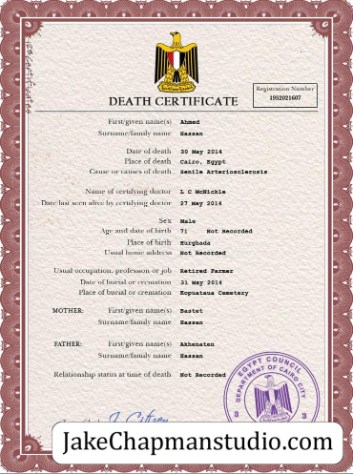 DEATH CERTIFICATE
Registration Number
1952021607
First/given name(s) Ahmed
Surname/family name Hassan
Date of death 30 May 2014
Place of death Cairo, Egypt
Cause or causes of death Senile Arteriosclerosis
Name of certifying doctor L C McNickle
Date last seen alive by certifying doctor 27 May 2014
Sex Male
Age and date of birth 71 Not Recorded
Place of birth Hurghada
Usual home address Not Recorded
Usual occupation, profession or job Retired Farmer
Date of burial or cremation 31 May 2014
Place of burial or cremation Kopuataua Cemetery
MOTHER: First/given name(s) Bastet
Surname/family name Hassan
FATHER: First/given name(s) Akhenaten
Surname/family name Hassan
Relationship status at time of death Not Recorded
EGYPT COUNCIL
DEPARTMENT OF CAIRO CITY
3 3
JakeChapmanstudio.com